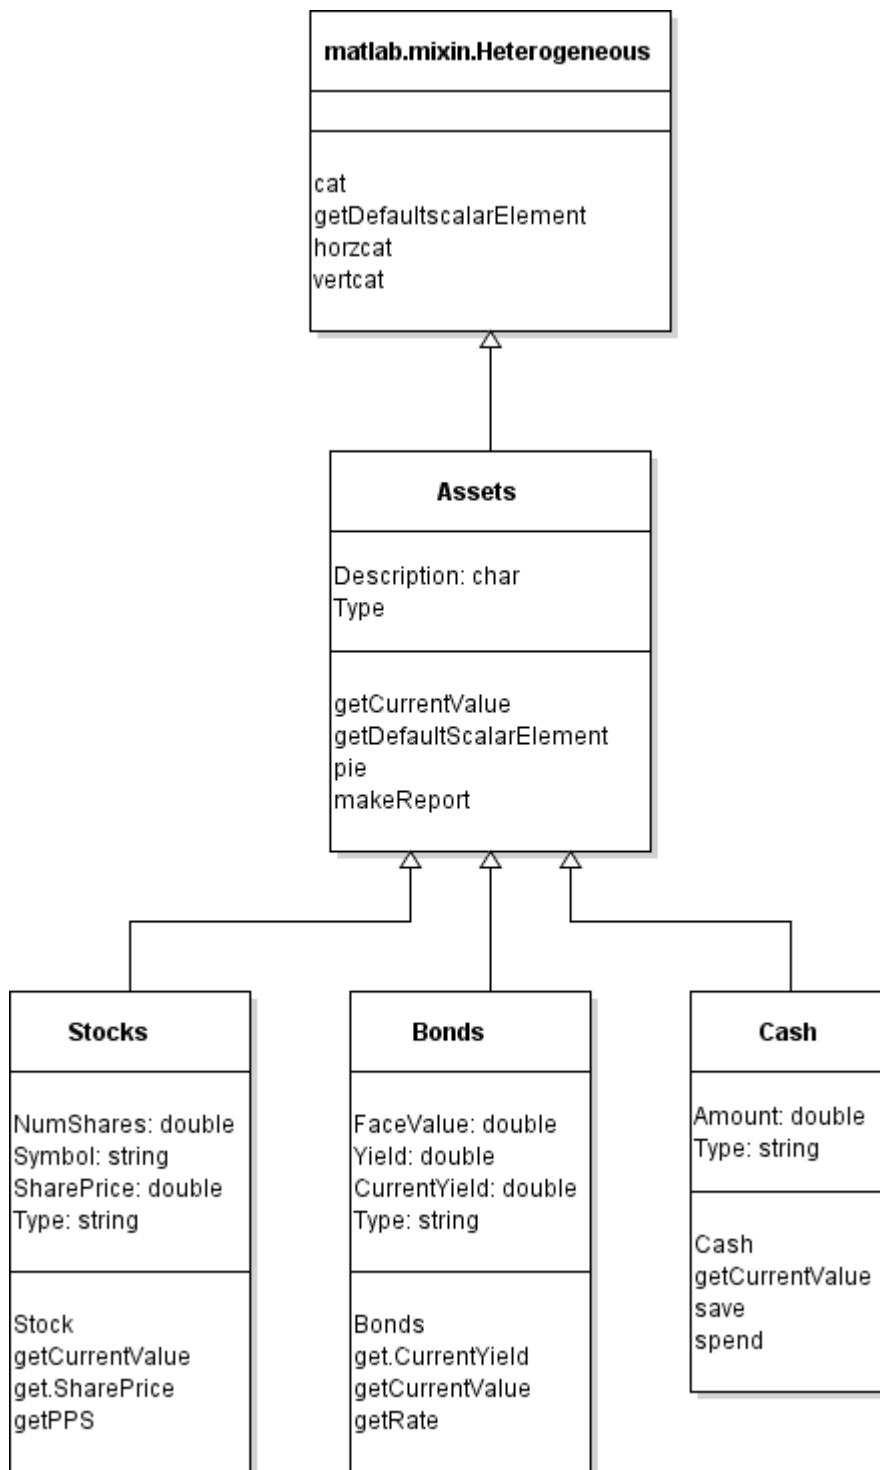 matlab.mixin.Heterogeneous
cat
getDefaultscalarElement
horzcat
vertcat
Assets
Description: char
Type
getCurrentValue
getDefaultScalarElement
pie
makeReport
Stocks
NumShares: double
Symbol: string
SharePrice: double
Type: string
Stock
getCurrentValue
get.SharePrice
getPPS
Bonds
FaceValue: double
Yield: double
CurrentYield: double
Type: string
Bonds
get.CurrentYield
getCurrentValue
getRate
Cash
Amount: double
Type: string
Cash
getCurrentValue
save
spend